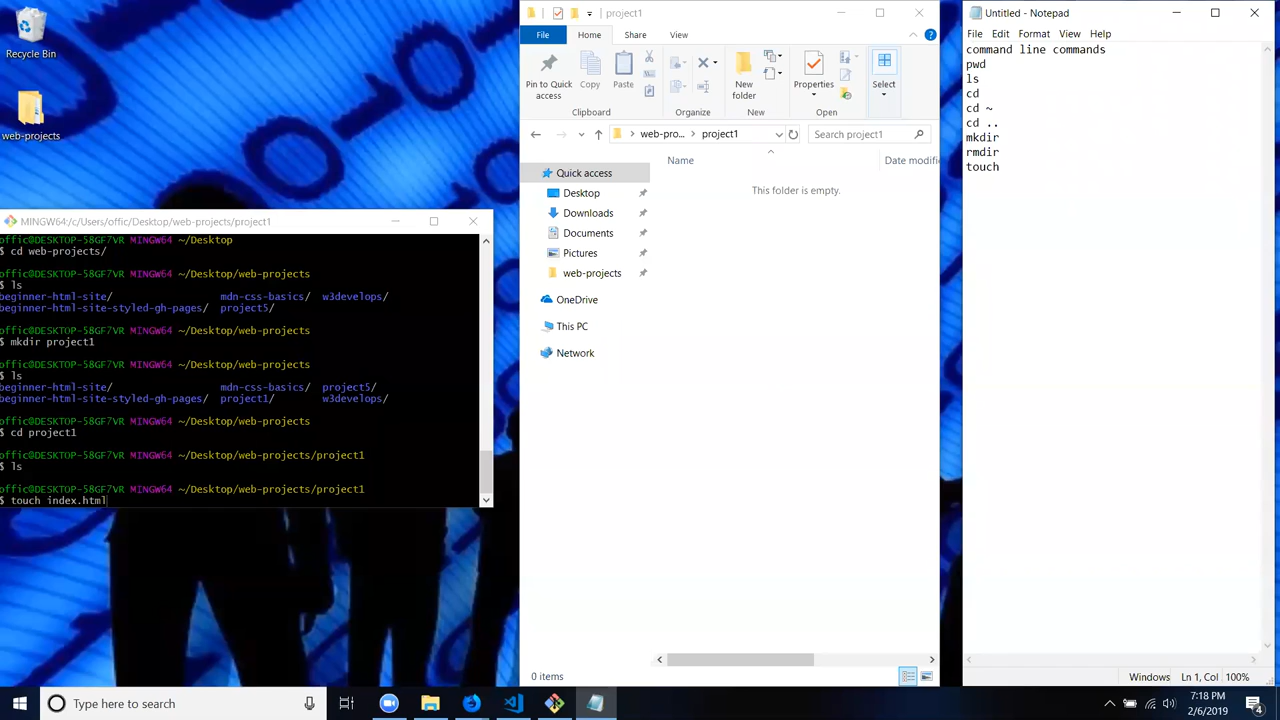 Recycle Bin
web-projects
MINGW64:/c/Users/offic/Desktop/web-projects/project1
offic@DESKTOP-58GF7VR MINGW64 ~/Desktop
$ cd web-projects/
offic@DESKTOP-58GF7VR MINGW64 ~/Desktop/web-projects
$ ls
beginner-html-site/ mdn-css-basics/ w3develops/
beginner-html-site-styled-gh-pages/ project5/
offic@DESKTOP-58GF7VR MINGW64 ~/Desktop/web-projects
$ mkdir project1
offic@DESKTOP-58GF7VR MINGW64 ~/Desktop/web-projects
$ ls
beginner-html-site/ mdn-css-basics/ project5/
beginner-html-site-styled-gh-pages/ project1/ w3develops/
offic@DESKTOP-58GF7VR MINGW64 ~/Desktop/web-projects
$ cd project1
offic@DESKTOP-58GF7VR MINGW64 ~/Desktop/web-projects/project1
$ ls
offic@DESKTOP-58GF7VR MINGW64 ~/Desktop/web-projects/project1
$ touch index.html
project1
File Home Share View
Pin to Quick access
Copy
Paste
New folder
Properties
Select
Clipboard Organize New Open
web-pro... project1
Search project1
Name Date modifi
This folder is empty.
Quick access
Desktop
Downloads
Documents
Pictures
web-projects
OneDrive
This PC
Network
0 items
Untitled - Notepad
File Edit Format View Help
command line commands
pwd
ls
cd
cd ~
cd ..
mkdir
rmdir
touch
Windows Ln 1, Col 100%
Type here to search
7:18 PM
2/6/2019
4